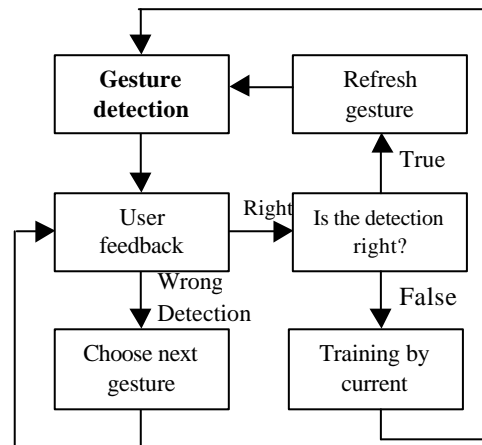 Gesture
detection
Refresh
gesture
True
User
feedback
Right
Is the detection
right?
Wrong
Detection
False
Choose next
gesture
Training by
current